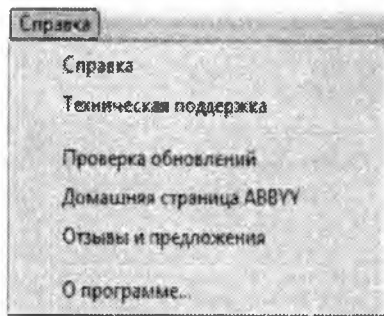 Справка
Справка
Техническая поддержка
Проверка обновлений
Домашняя страница ABBYY
Отзывы и предложения
О программе...